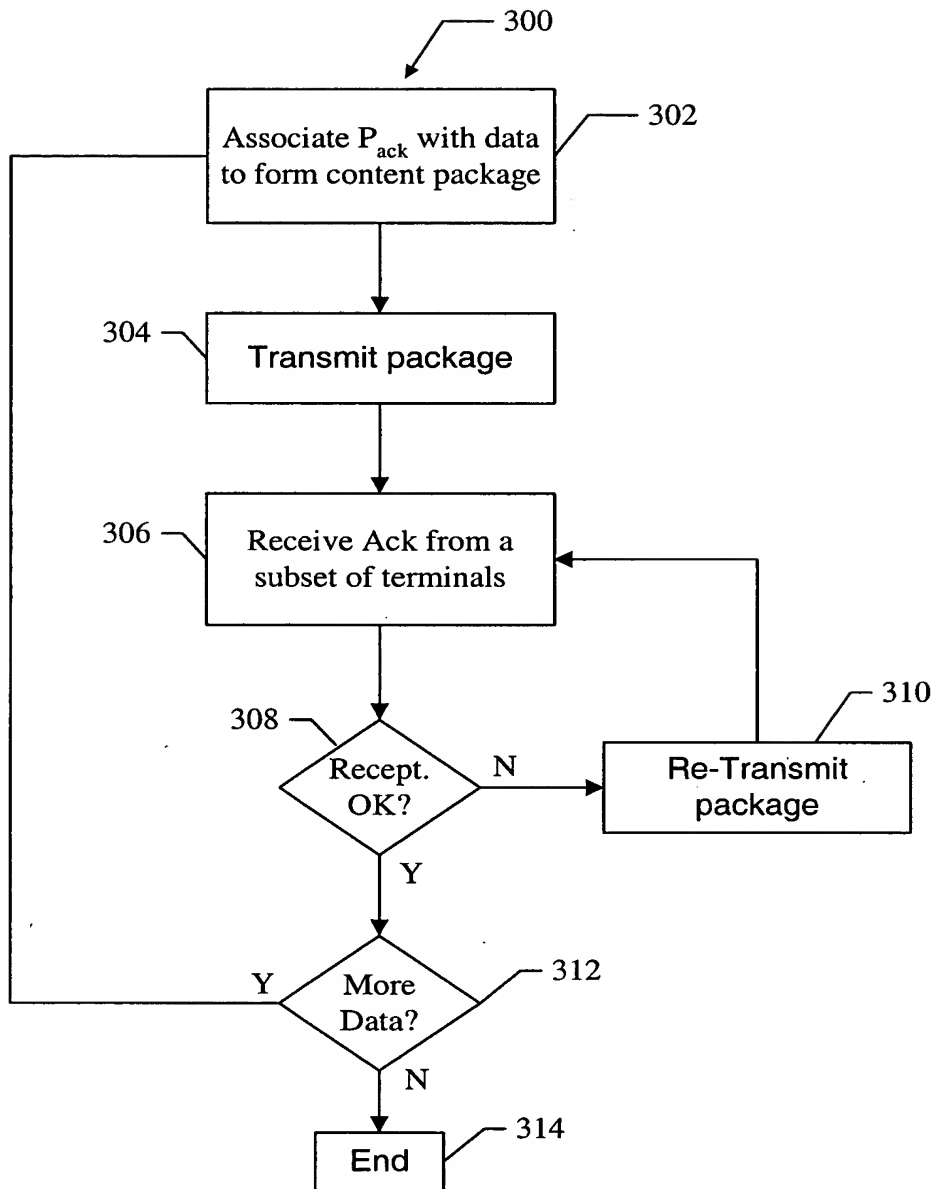 300
Associate Pack with data
to form content package
302
304
Transmit package
306
Receive Ack from a
subset of terminals
308
Recept.
OK?
N
310
Re-Transmit
package
Y
Y
More
Data?
312
N
End
314